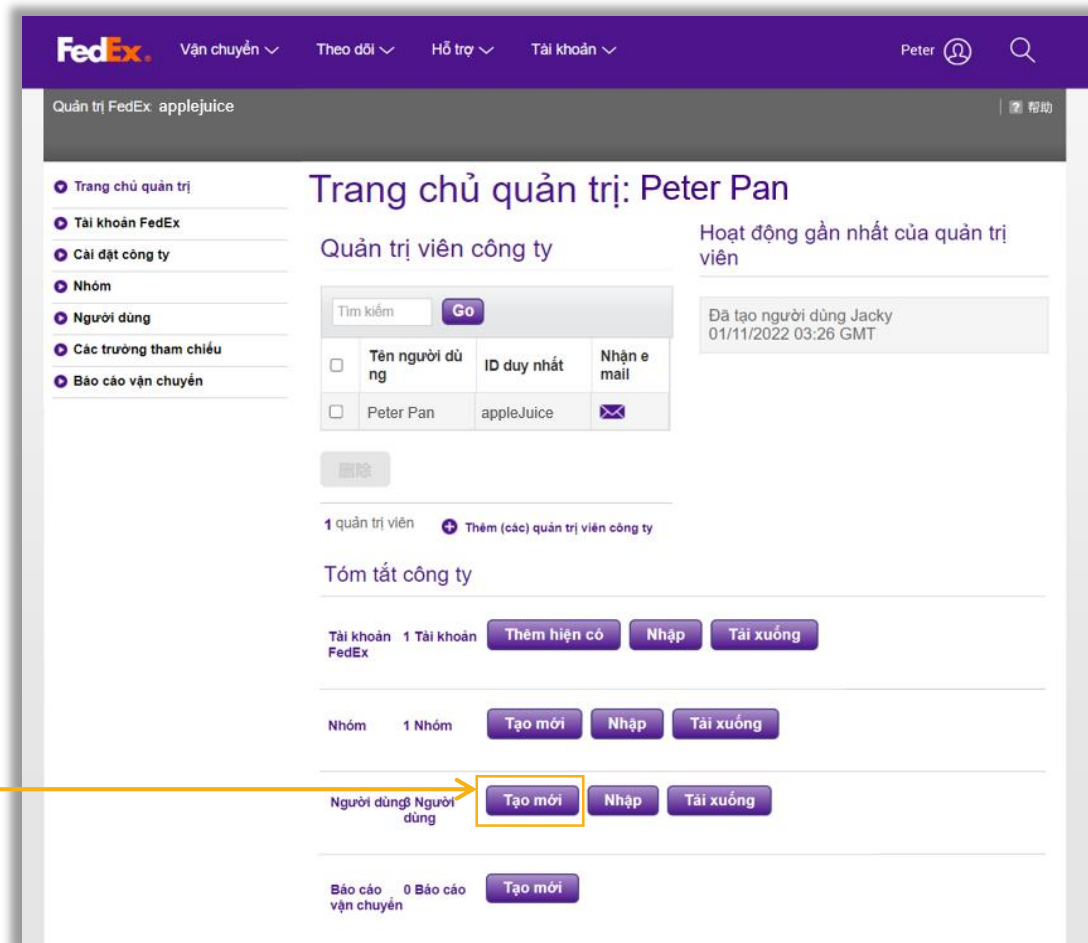 FedEx. Vận chuyển Theo dõi Hỗ trợ Tài khoản Peter
Quản trị FedEx: applejuice ? 帮助
Trang chủ quản trị
Tài khoản FedEx
Cài đặt công ty
Nhóm
Người dùng
Các trường tham chiếu
Báo cáo vận chuyển
Trang chủ quản trị: Peter Pan
Quản trị viên công ty
Tìm kiếm Go
Tên người dù
ng
ID duy nhất
Nhận e
mail
Peter Pan appleJuice
删除
1 quản trị viên Thêm (các) quản trị viên công ty
Hoạt động gần nhất của quản trị
viên
Đã tạo người dùng Jacky
01/11/2022 03:26 GMT
Tóm tắt công ty
Tài khoản 1 Tài khoản Thêm hiện có Nhập Tải xuống
FedEx
Nhóm 1 Nhóm Tạo mới Nhập Tải xuống
Người dùng 3 Người Tạo mới Nhập Tải xuống
dùng
Báo cáo 0 Báo cáo Tạo mới
vận chuyển